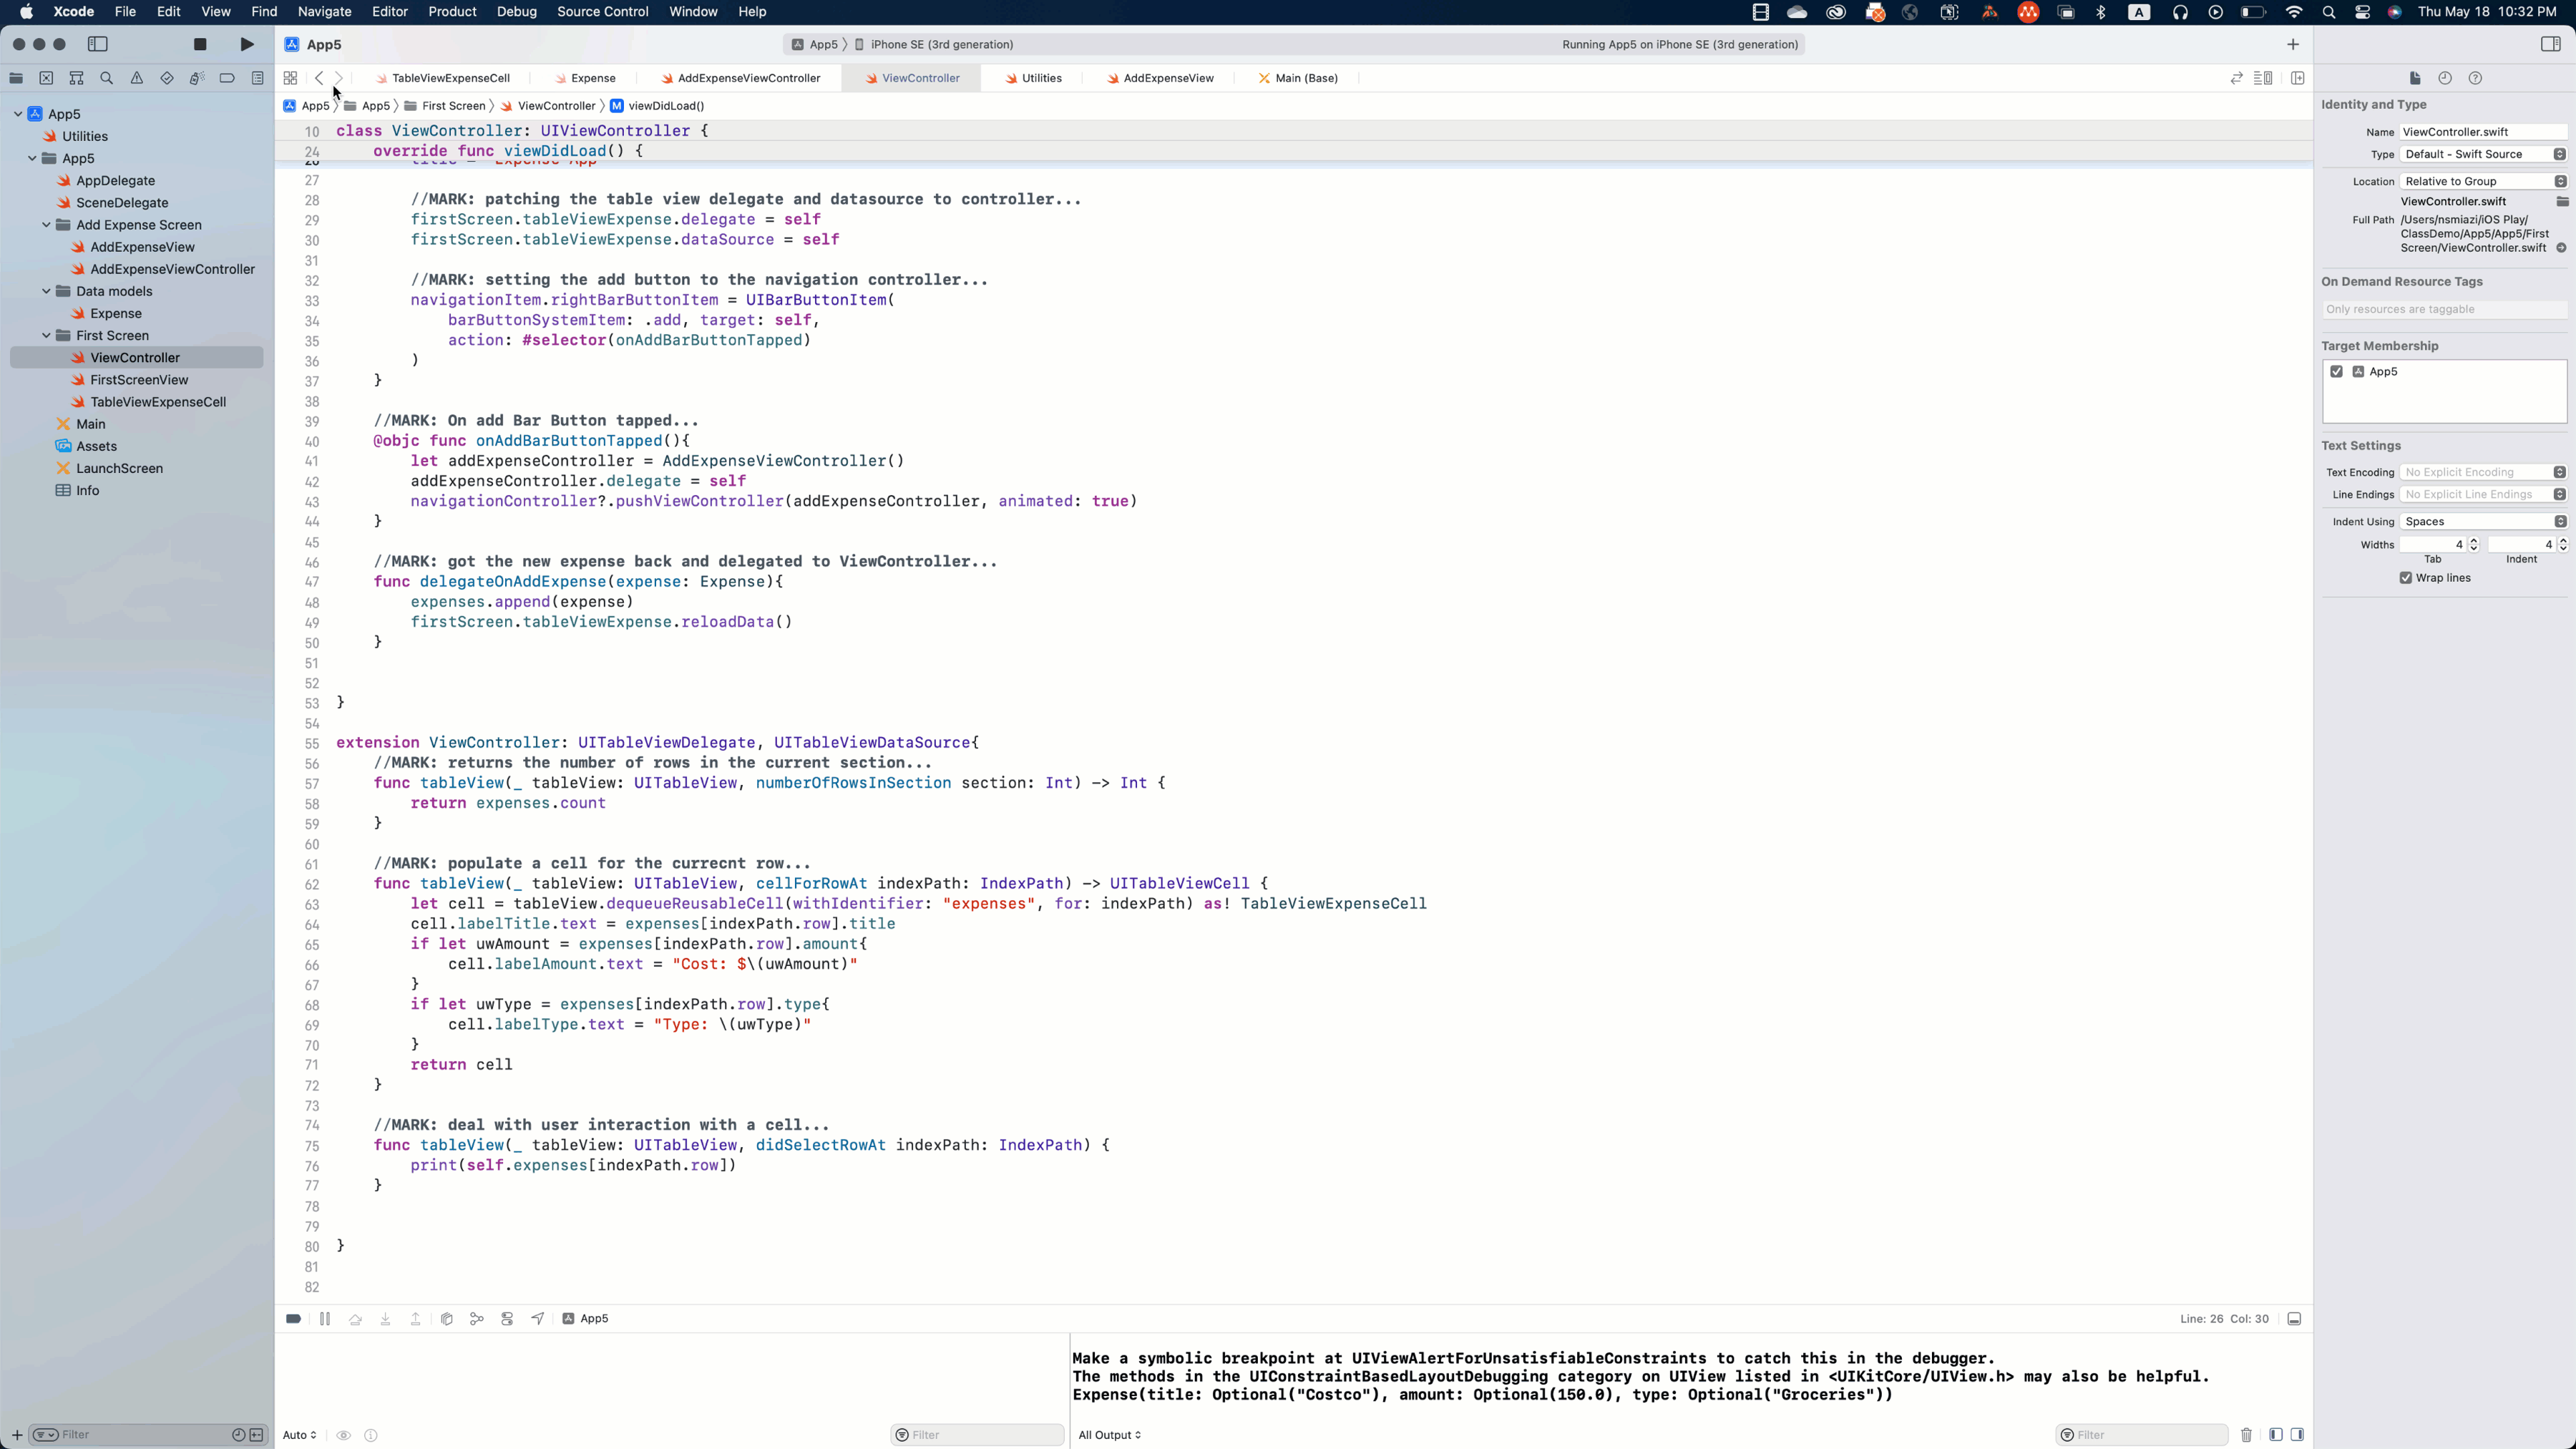 Xcode File Edit View Find Navigate Editor Product Debug Source Control Window Help
A Thu May 18 10:32 PM
App5 App5 〉 iPhone SE (3rd generation) Running App5 on iPhone SE (3rd generation)
TableViewExpenseCell Expense AddExpenseViewController ViewController Utilities AddExpenseView Main (Base)
App5 〉 App5 〉 First Screen 〉 ViewController 〉 M viewDidLoad()
App5
Utilities
App5
AppDelegate
SceneDelegate
Add Expense Screen
AddExpenseView
AddExpenseViewController
Data models
Expense
First Screen
ViewController
FirstScreenView
TableViewExpenseCell
Main
Assets
LaunchScreen
Info
Filter
10 class ViewController: UIViewController {
24 override func viewDidLoad() {
27
28 //MARK: patching the table view delegate and datasource to controller...
29 firstScreen.tableViewExpense.delegate = self
30 firstScreen.tableViewExpense.dataSource = self
31
32 //MARK: setting the add button to the navigation controller...
33 navigationItem.rightBarButtonItem = UIBarButtonItem(
34 barButtonSystemItem: .add, target: self,
35 action: #selector(onAddBarButtonTapped)
36 )
37 }
38
39 //MARK: On add Bar Button tapped...
40 @objc func onAddBarButtonTapped(){
41 let addExpenseController = AddExpenseViewController()
42 addExpenseController.delegate = self
43 navigationController?.pushViewController(addExpenseController, animated: true)
44 }
45
46 //MARK: got the new expense back and delegated to ViewController...
47 func delegateOnAddExpense(expense: Expense){
48 expenses.append(expense)
49 firstScreen.tableViewExpense.reloadData()
50 }
51
52
53 }
54
55 extension ViewController: UITableViewDelegate, UITableViewDataSource{
56 //MARK: returns the number of rows in the current section...
57 func tableView(_ tableView: UITableView, numberOfRowsInSection section: Int) -> Int {
58 return expenses.count
59 }
60
61 //MARK: populate a cell for the currecnt row...
62 func tableView(_ tableView: UITableView, cellForRowAt indexPath: IndexPath) -> UITableViewCell {
63 let cell = tableView.dequeueReusableCell(withIdentifier: "expenses", for: indexPath) as! TableViewExpenseCell
64 cell.labelTitle.text = expenses[indexPath.row].title
65 if let uwAmount = expenses[indexPath.row].amount{
66 cell.labelAmount.text = "Cost: $\(uwAmount)"
67 }
68 if let uwType = expenses[indexPath.row].type{
69 cell.labelType.text = "Type: \(uwType)"
70 }
71 return cell
72 }
73
74 //MARK: deal with user interaction with a cell...
75 func tableView(_ tableView: UITableView, didSelectRowAt indexPath: IndexPath) {
76 print(self.expenses[indexPath.row])
77 }
78
79
80 }
81
82
App5 Line: 26 Col: 30
Make a symbolic breakpoint at UIViewAlertForUnsatisfiableConstraints to catch this in the debugger.
The methods in the UIConstraintBasedLayoutDebugging category on UIView listed in <UIKitCore/UIView.h> may also be helpful.
Expense(title: Optional("Costco"), amount: Optional(150.0), type: Optional("Groceries"))
Auto Filter All Output Filter
Identity and Type
Name ViewController.swift
Type Default - Swift Source
Location Relative to Group
ViewController.swift
Full Path /Users/nsmiazi/iOS Play/
ClassDemo/App5/App5/First
Screen/ViewController.swift
On Demand Resource Tags
Only resources are taggable
Target Membership
App5
Text Settings
Text Encoding No Explicit Encoding
Line Endings No Explicit Line Endings
Indent Using Spaces
Widths 4 4
Tab Indent
Wrap lines